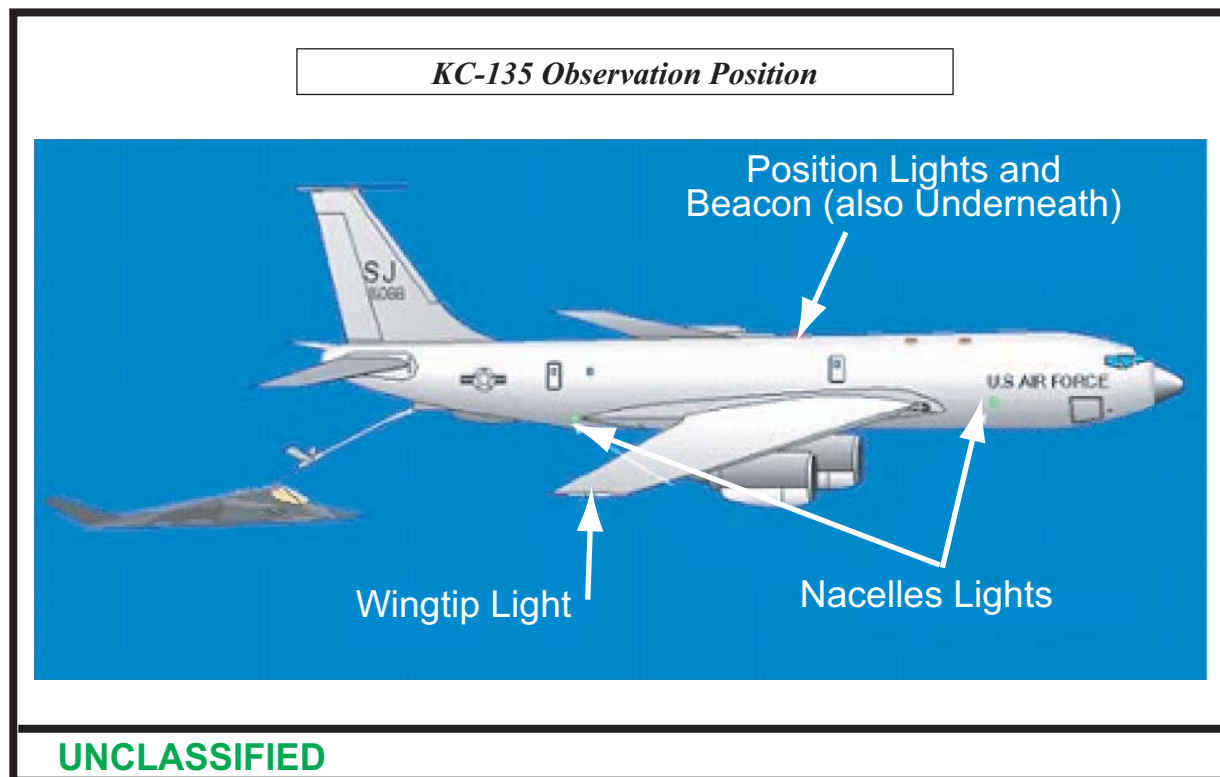 KC-135 Observation Position
Position Lights and
Beacon (also Underneath)
SJ
U.S AIR FORCE
Wingtip Light
Nacelles Lights
UNCLASSIFIED